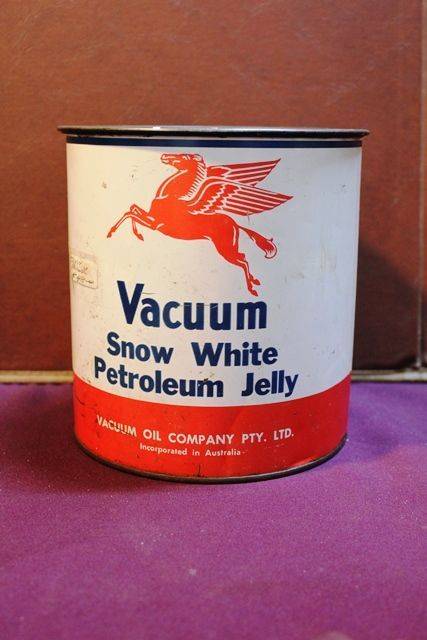 Vacuum
Snow White
Petroleum Jelly
VACUUM OIL COMPANY PTY. LTD.
Incorporated in Australia